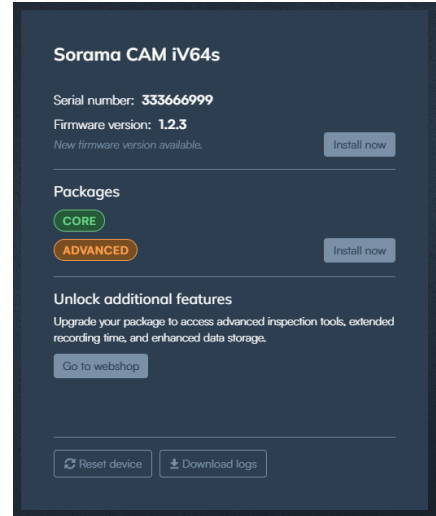 Sorama CAM iV64s
Serial number: 333666999
Firmware version: 1.2.3
New firmware version available.
Install now
Packages
CORE
ADVANCED
Install now
Unlock additional features
Upgrade your package to access advanced inspection tools, extended
recording time, and enhanced data storage.
Go to webshop
Reset device
Download logs